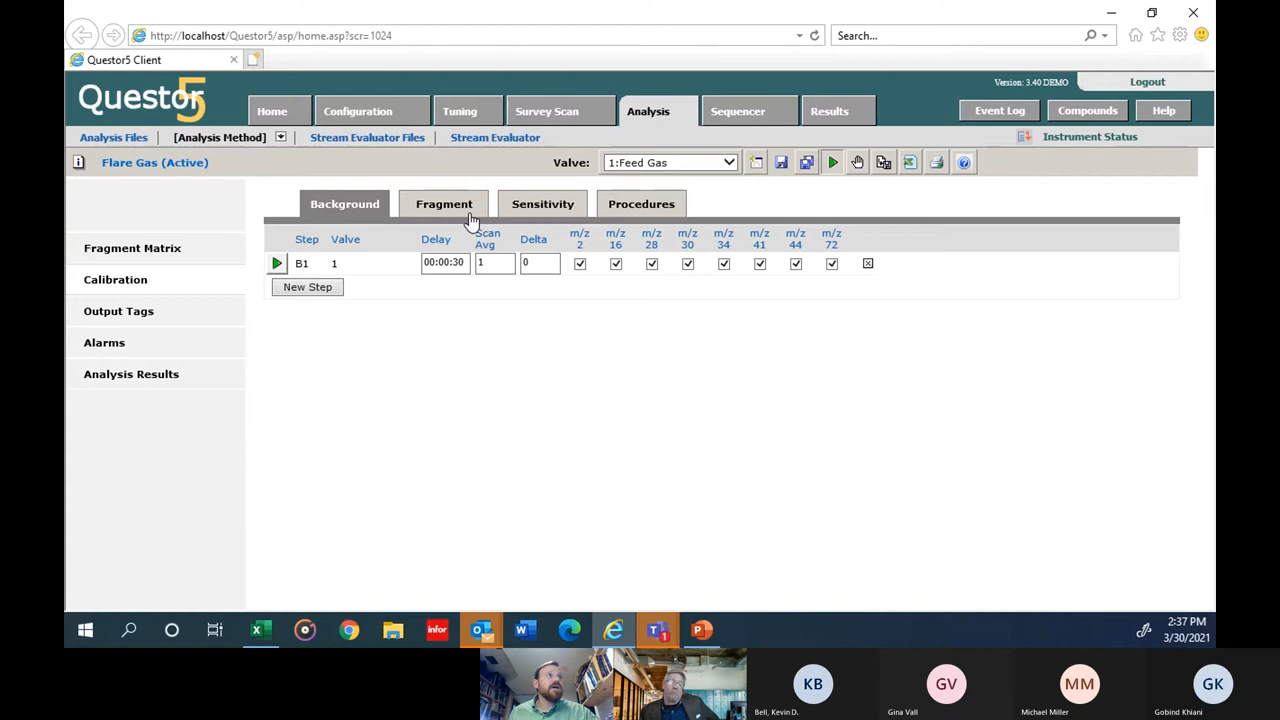 http://localhost/Questor5/asp/home.asp?scr=1024
Search...
Questor5 Client
Version: 3.40 DEMO
Logout
Questor5
Home
Configuration
Tuning
Survey Scan
Analysis
Sequencer
Results
Event Log
Compounds
Help
Analysis Files
[Analysis Method]
Stream Evaluator Files
Stream Evaluator
Instrument Status
Flare Gas (Active)
Valve:
1:Feed Gas
Background
Fragment
Sensitivity
Procedures
Fragment Matrix
Calibration
Output Tags
Alarms
Analysis Results
Step Valve Delay Scan Avg Delta m/z 2 m/z 16 m/z 28 m/z 30 m/z 34 m/z 41 m/z 44 m/z 72
B1 1 00:00:30 1 0
New Step
infor
2:37 PM
3/30/2021
KB
GV
MM
GK
Bell, Kevin D.
Gina Vall
Michael Miller
Gobind Khiani